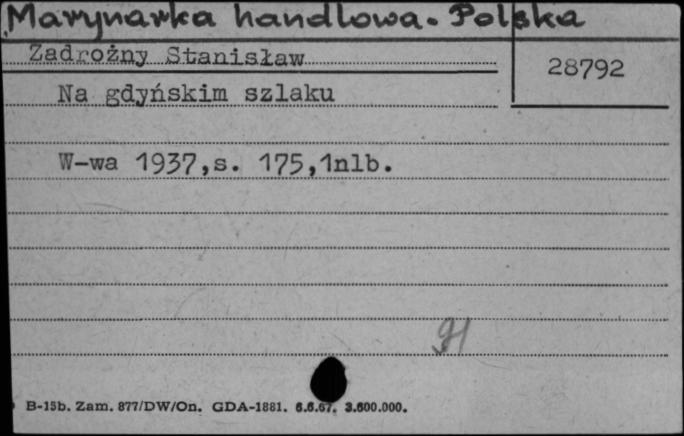 Marynarka handlowa. Polska
Zadrożny Stanisław
28792
Na gdyńskim szlaku
W-wa 1937,s. 175,1nlb.
B-15b. Zam. 877/DW/On. GDA-1881. 6.6.67. 3.600.000.